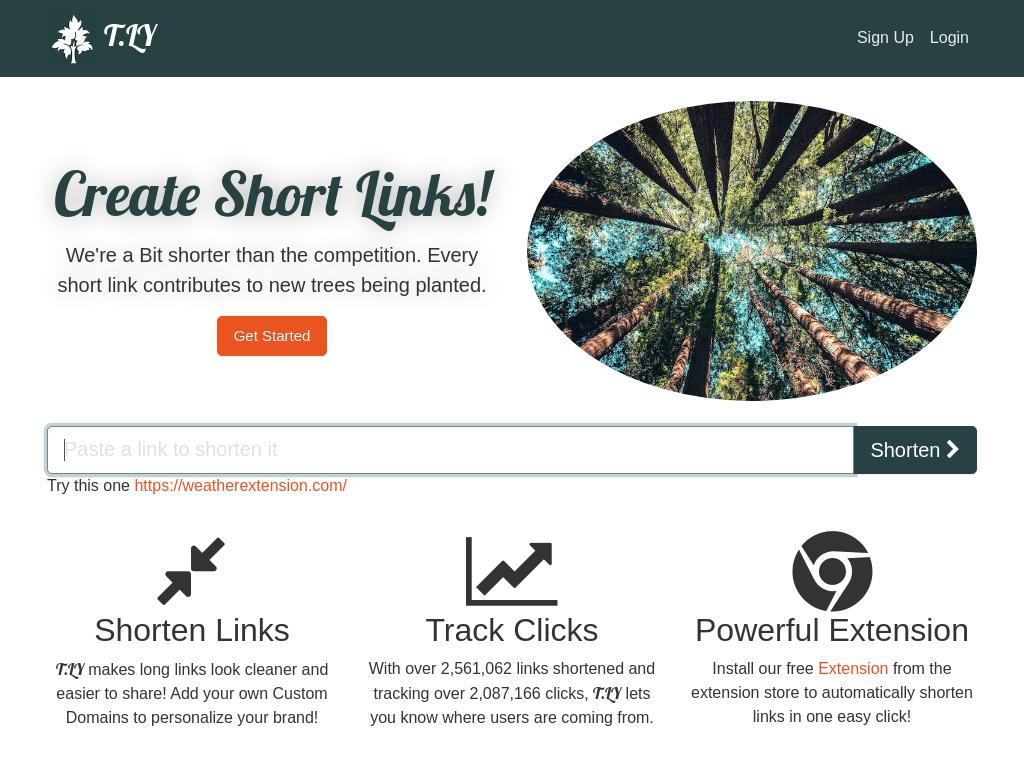 T.LY
Sign Up
Login
Create Short Links!
We're a Bit shorter than the competition. Every
short link contributes to new trees being planted.
Get Started
Paste a link to shorten it
Shorten
Try this one https://weatherextension.com/
Shorten Links
T.LY makes long links look cleaner and
easier to share! Add your own Custom
Domains to personalize your brand!
Track Clicks
With over 2,561,062 links shortened and
tracking over 2,087,166 clicks, T.LY lets
you know where users are coming from.
Powerful Extension
Install our free Extension from the
extension store to automatically shorten
links in one easy click!